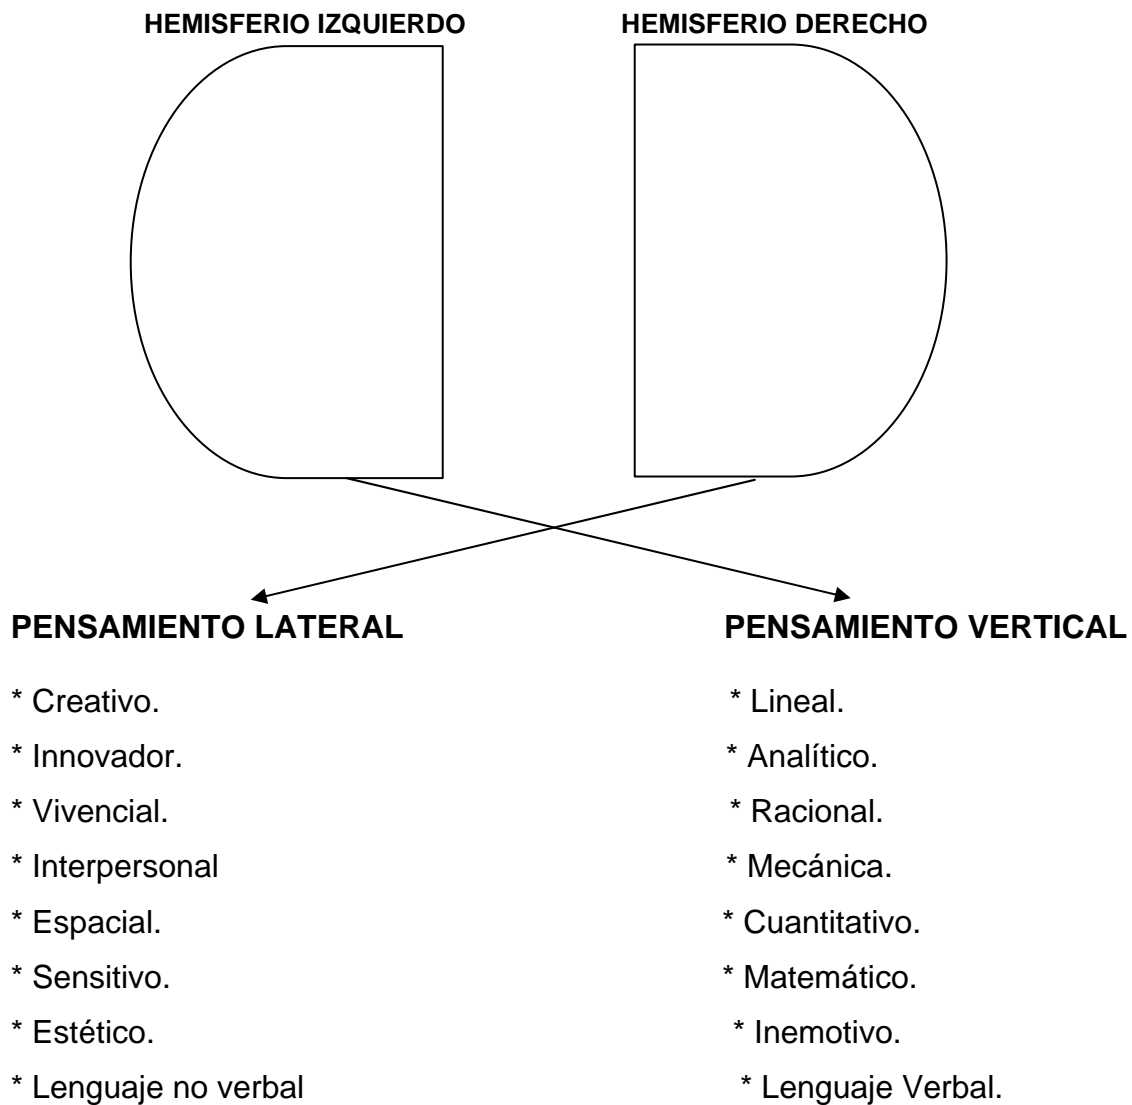 HEMISFERIO IZQUIERDO
HEMISFERIO DERECHO
PENSAMIENTO LATERAL
* Creativo.
* Innovador.
* Vivencial.
* Interpersonal
* Espacial.
* Sensitivo.
* Estético.
* Lenguaje no verbal
PENSAMIENTO VERTICAL
* Lineal.
* Analítico.
* Racional.
* Mecánica.
* Cuantitativo.
* Matemático.
* Inemotivo.
* Lenguaje Verbal.